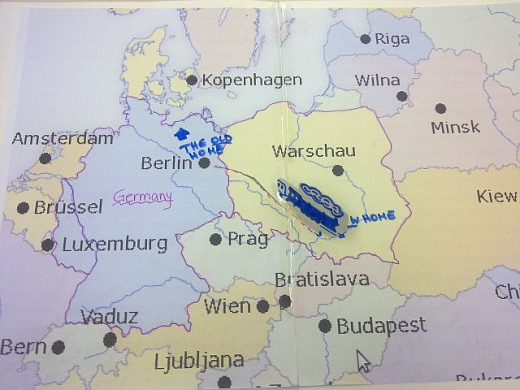 Riga
Kopenhagen
Wilna
Minsk
Amsterdam
THE OLD
HOME
Berlin
Warschau
Germany
Brüssel
Kiew
W HOME
Luxemburg
Prag
Bratislava
Wien
Vaduz
Budapest
Bern
Ljubljana